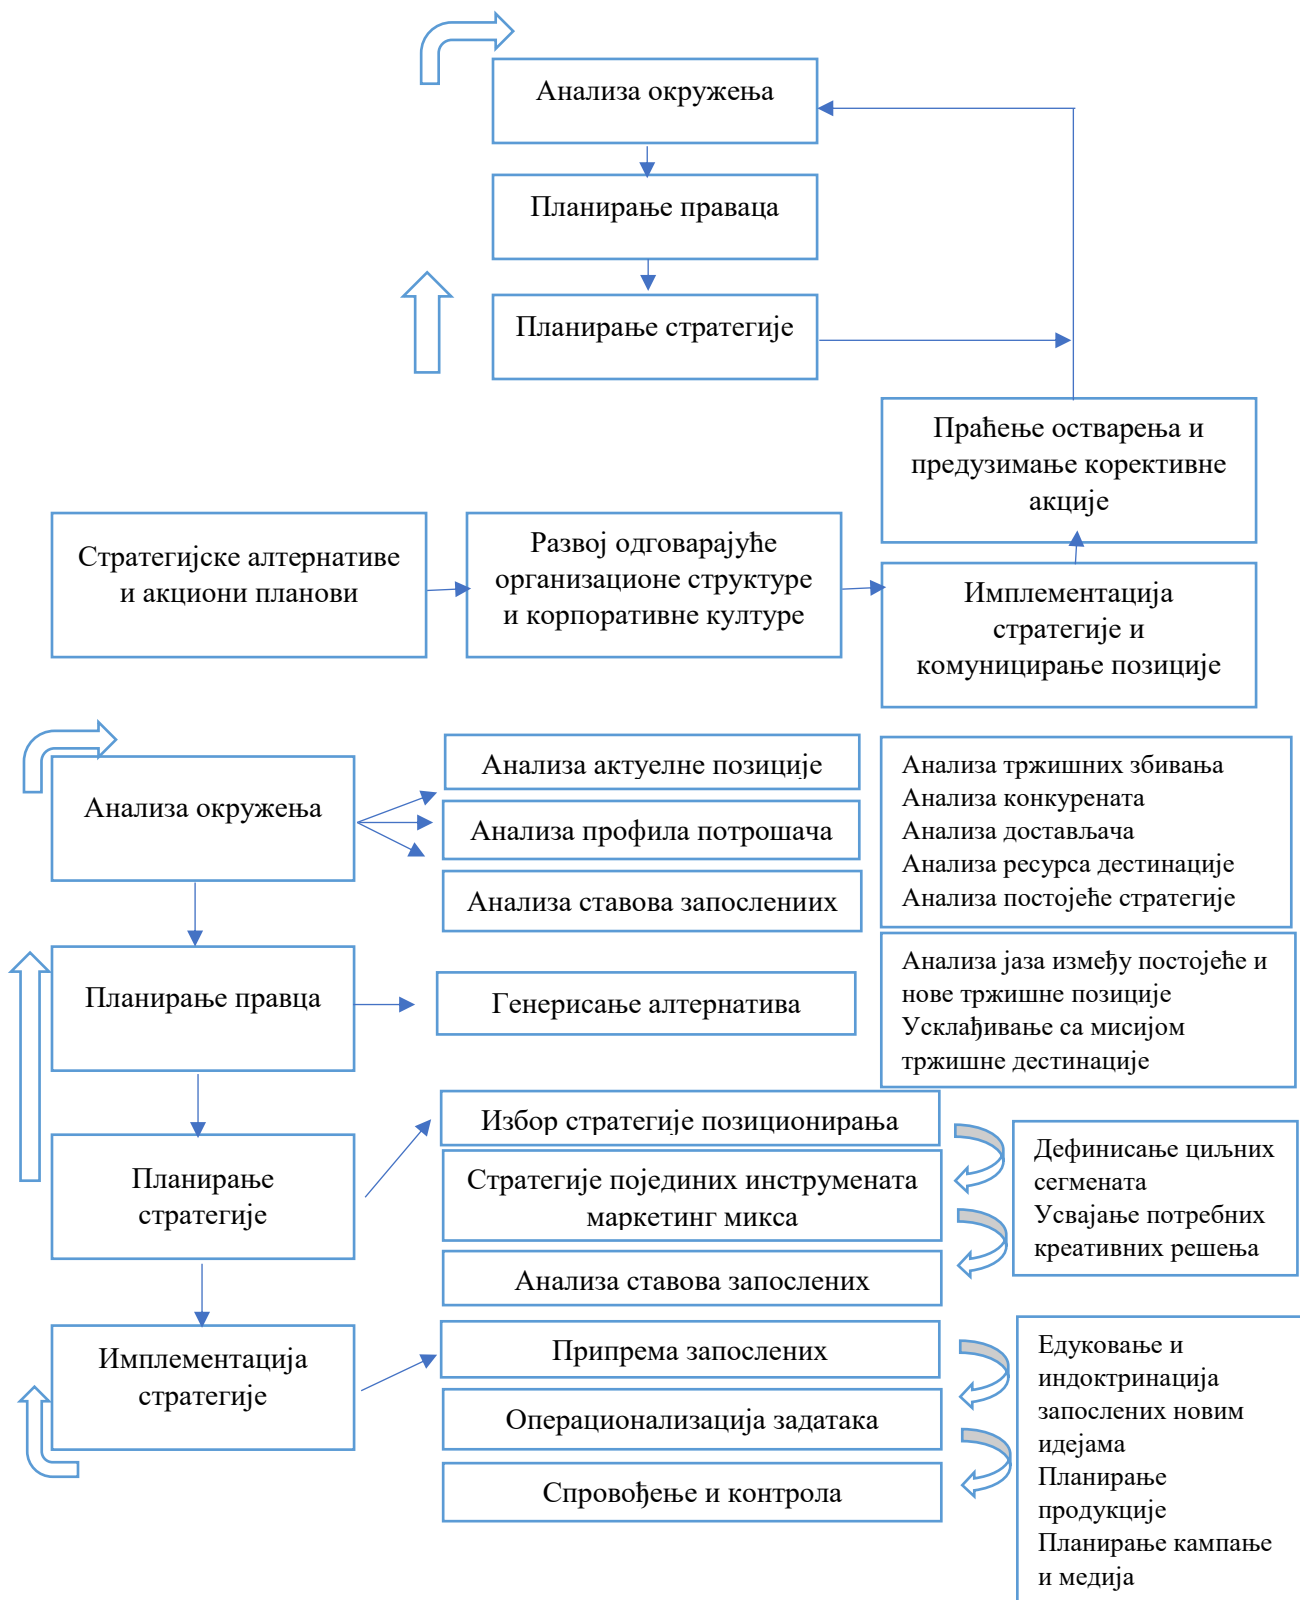 Анализа окружења
Планирање праваца
Планирање стратегије
Праћење остварења и
предузимање корективне
акције
Стратегијске алтернативе
и акциони планови
Развој одговарајуће
организационе структуре
и корпоративне културе
Имплементација
стратегије и
комуницирање позиције
Анализа окружења
Анализа актуелне позиције
Анализа профила потрошача
Анализа ставова запослениих
Анализа тржишних збивања
Анализа конкурената
Анализа достављача
Анализа ресурса дестинације
Анализа постојеће стратегије
Планирање правца
Генерисање алтернатива
Анализа јаза између постојеће и
нове тржишне позиције
Усклађивање са мисијом
тржишне дестинације
Планирање
стратегије
Избор стратегије позиционирања
Стратегије појединих инструмената
маркетинг микса
Анализа ставова запослених
Дефинисање циљних
сегмената
Усвајање потребних
креативних решења
Имплементација
стратегије
Припрема запослених
Операционализација задатака
Спровођење и контрола
Едуковање и
индоктринација
запослених новим
идејама
Планирање
продукције
Планирање кампање
и медија